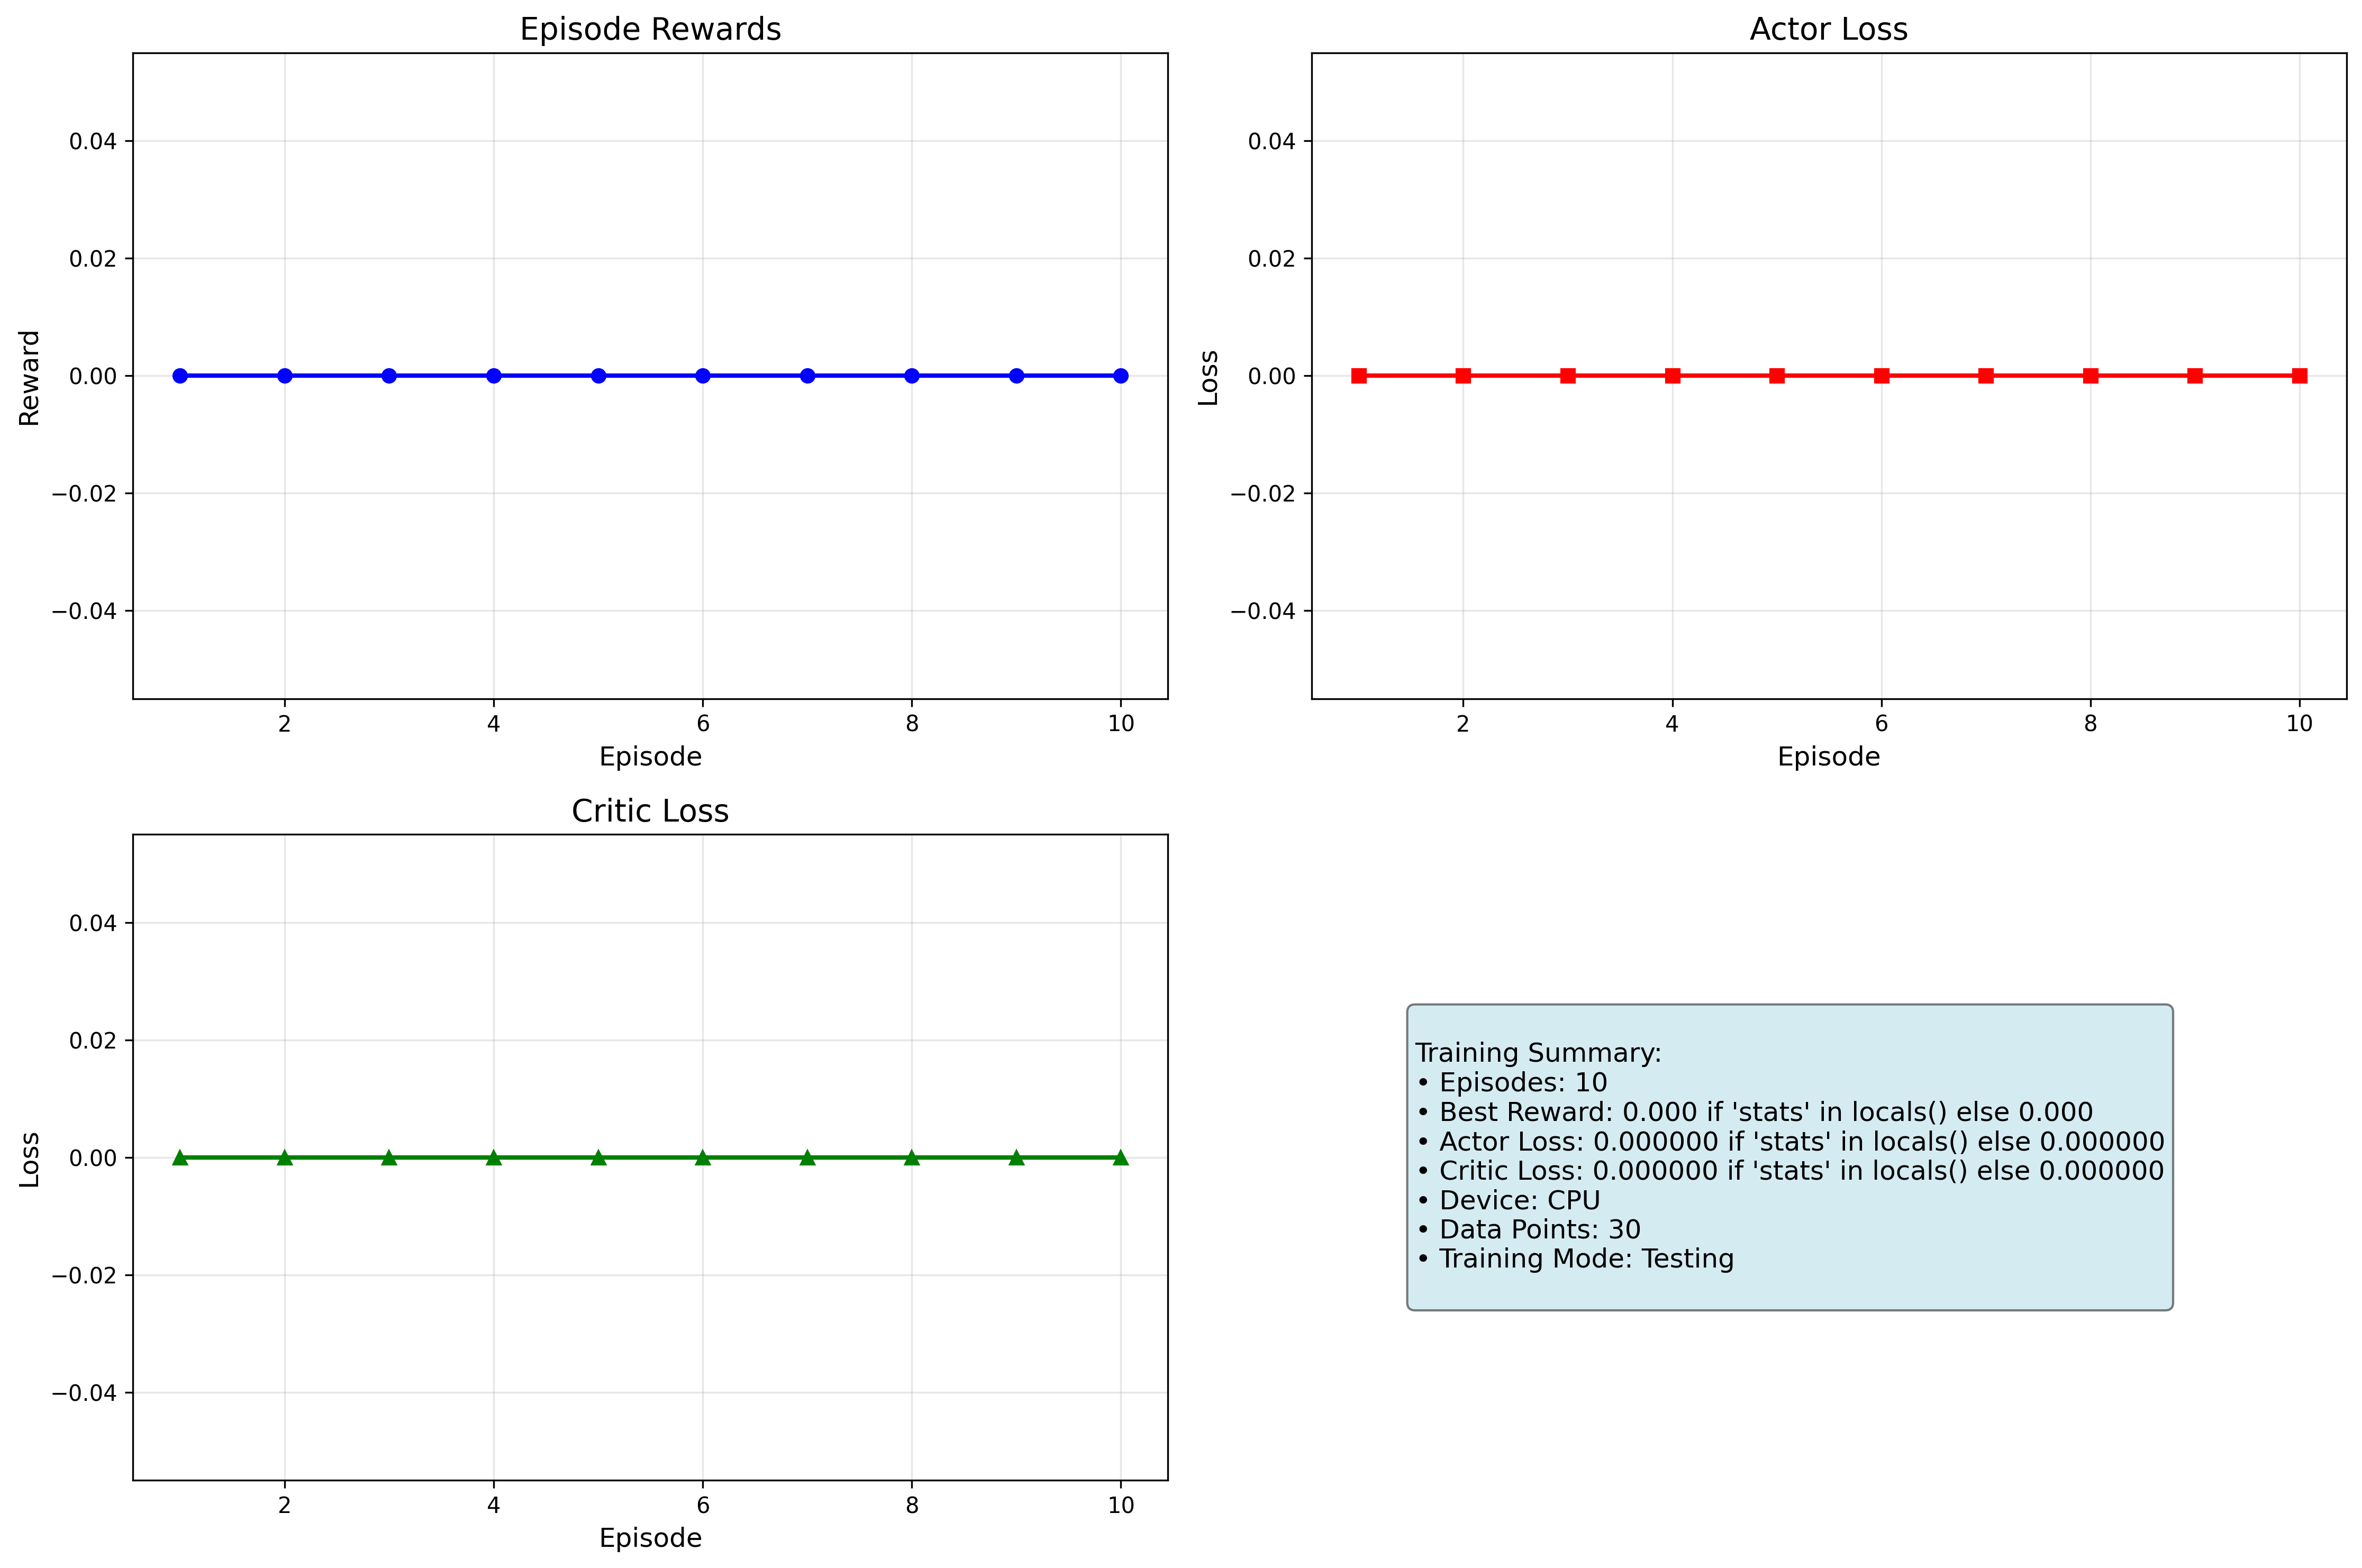 Episode Rewards
0.04
0.02
0.00
−0.02
−0.04
Reward
2 4 6 8 10
Episode
Actor Loss
0.04
0.02
0.00
−0.02
−0.04
Loss
2 4 6 8 10
Episode
Critic Loss
0.04
0.02
0.00
−0.02
−0.04
Loss
2 4 6 8 10
Episode
Training Summary:
• Episodes: 10
• Best Reward: 0.000 if 'stats' in locals() else 0.000
• Actor Loss: 0.000000 if 'stats' in locals() else 0.000000
• Critic Loss: 0.000000 if 'stats' in locals() else 0.000000
• Device: CPU
• Data Points: 30
• Training Mode: Testing